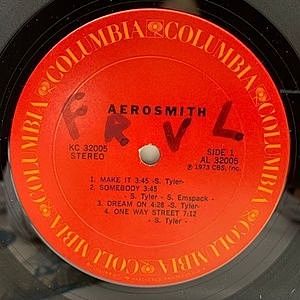 COLUMBIA COLUMBIA COLUMBIA COLUMBIA COLUMBIA COLUMBIA
AEROSMITH
F R V L
KC 32005
STEREO
SIDE 1
AL 32005
℗ 1973 CBS, Inc.
1. MAKE IT 3:45 -S. Tyler-
2. SOMEBODY 3:45
- S. Tyler - S. Emspack -
3. DREAM ON 4:28 -S. Tyler-
4. ONE WAY STREET 7:12
- S. Tyler -